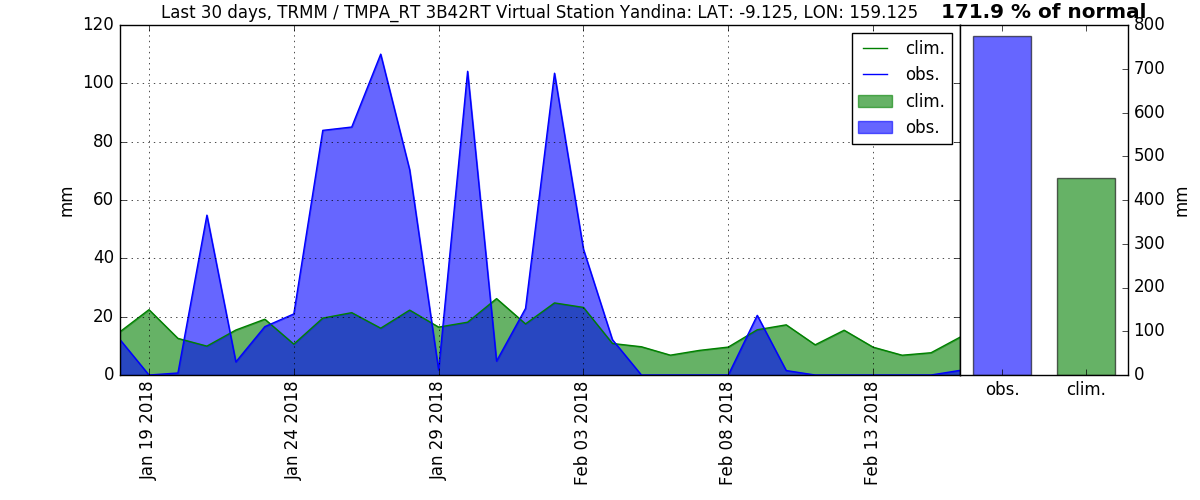 Last 30 days, TRMM / TMPA_RT 3B42RT Virtual Station Yandina: LAT: -9.125, LON: 159.125
171.9 % of normal
120
100
80
60
40
20
0
mm
Jan 19 2018
Jan 24 2018
Jan 29 2018
Feb 03 2018
Feb 08 2018
Feb 13 2018
clim.
obs.
clim.
obs.
800
700
600
500
400
300
200
100
0
mm
obs.
clim.